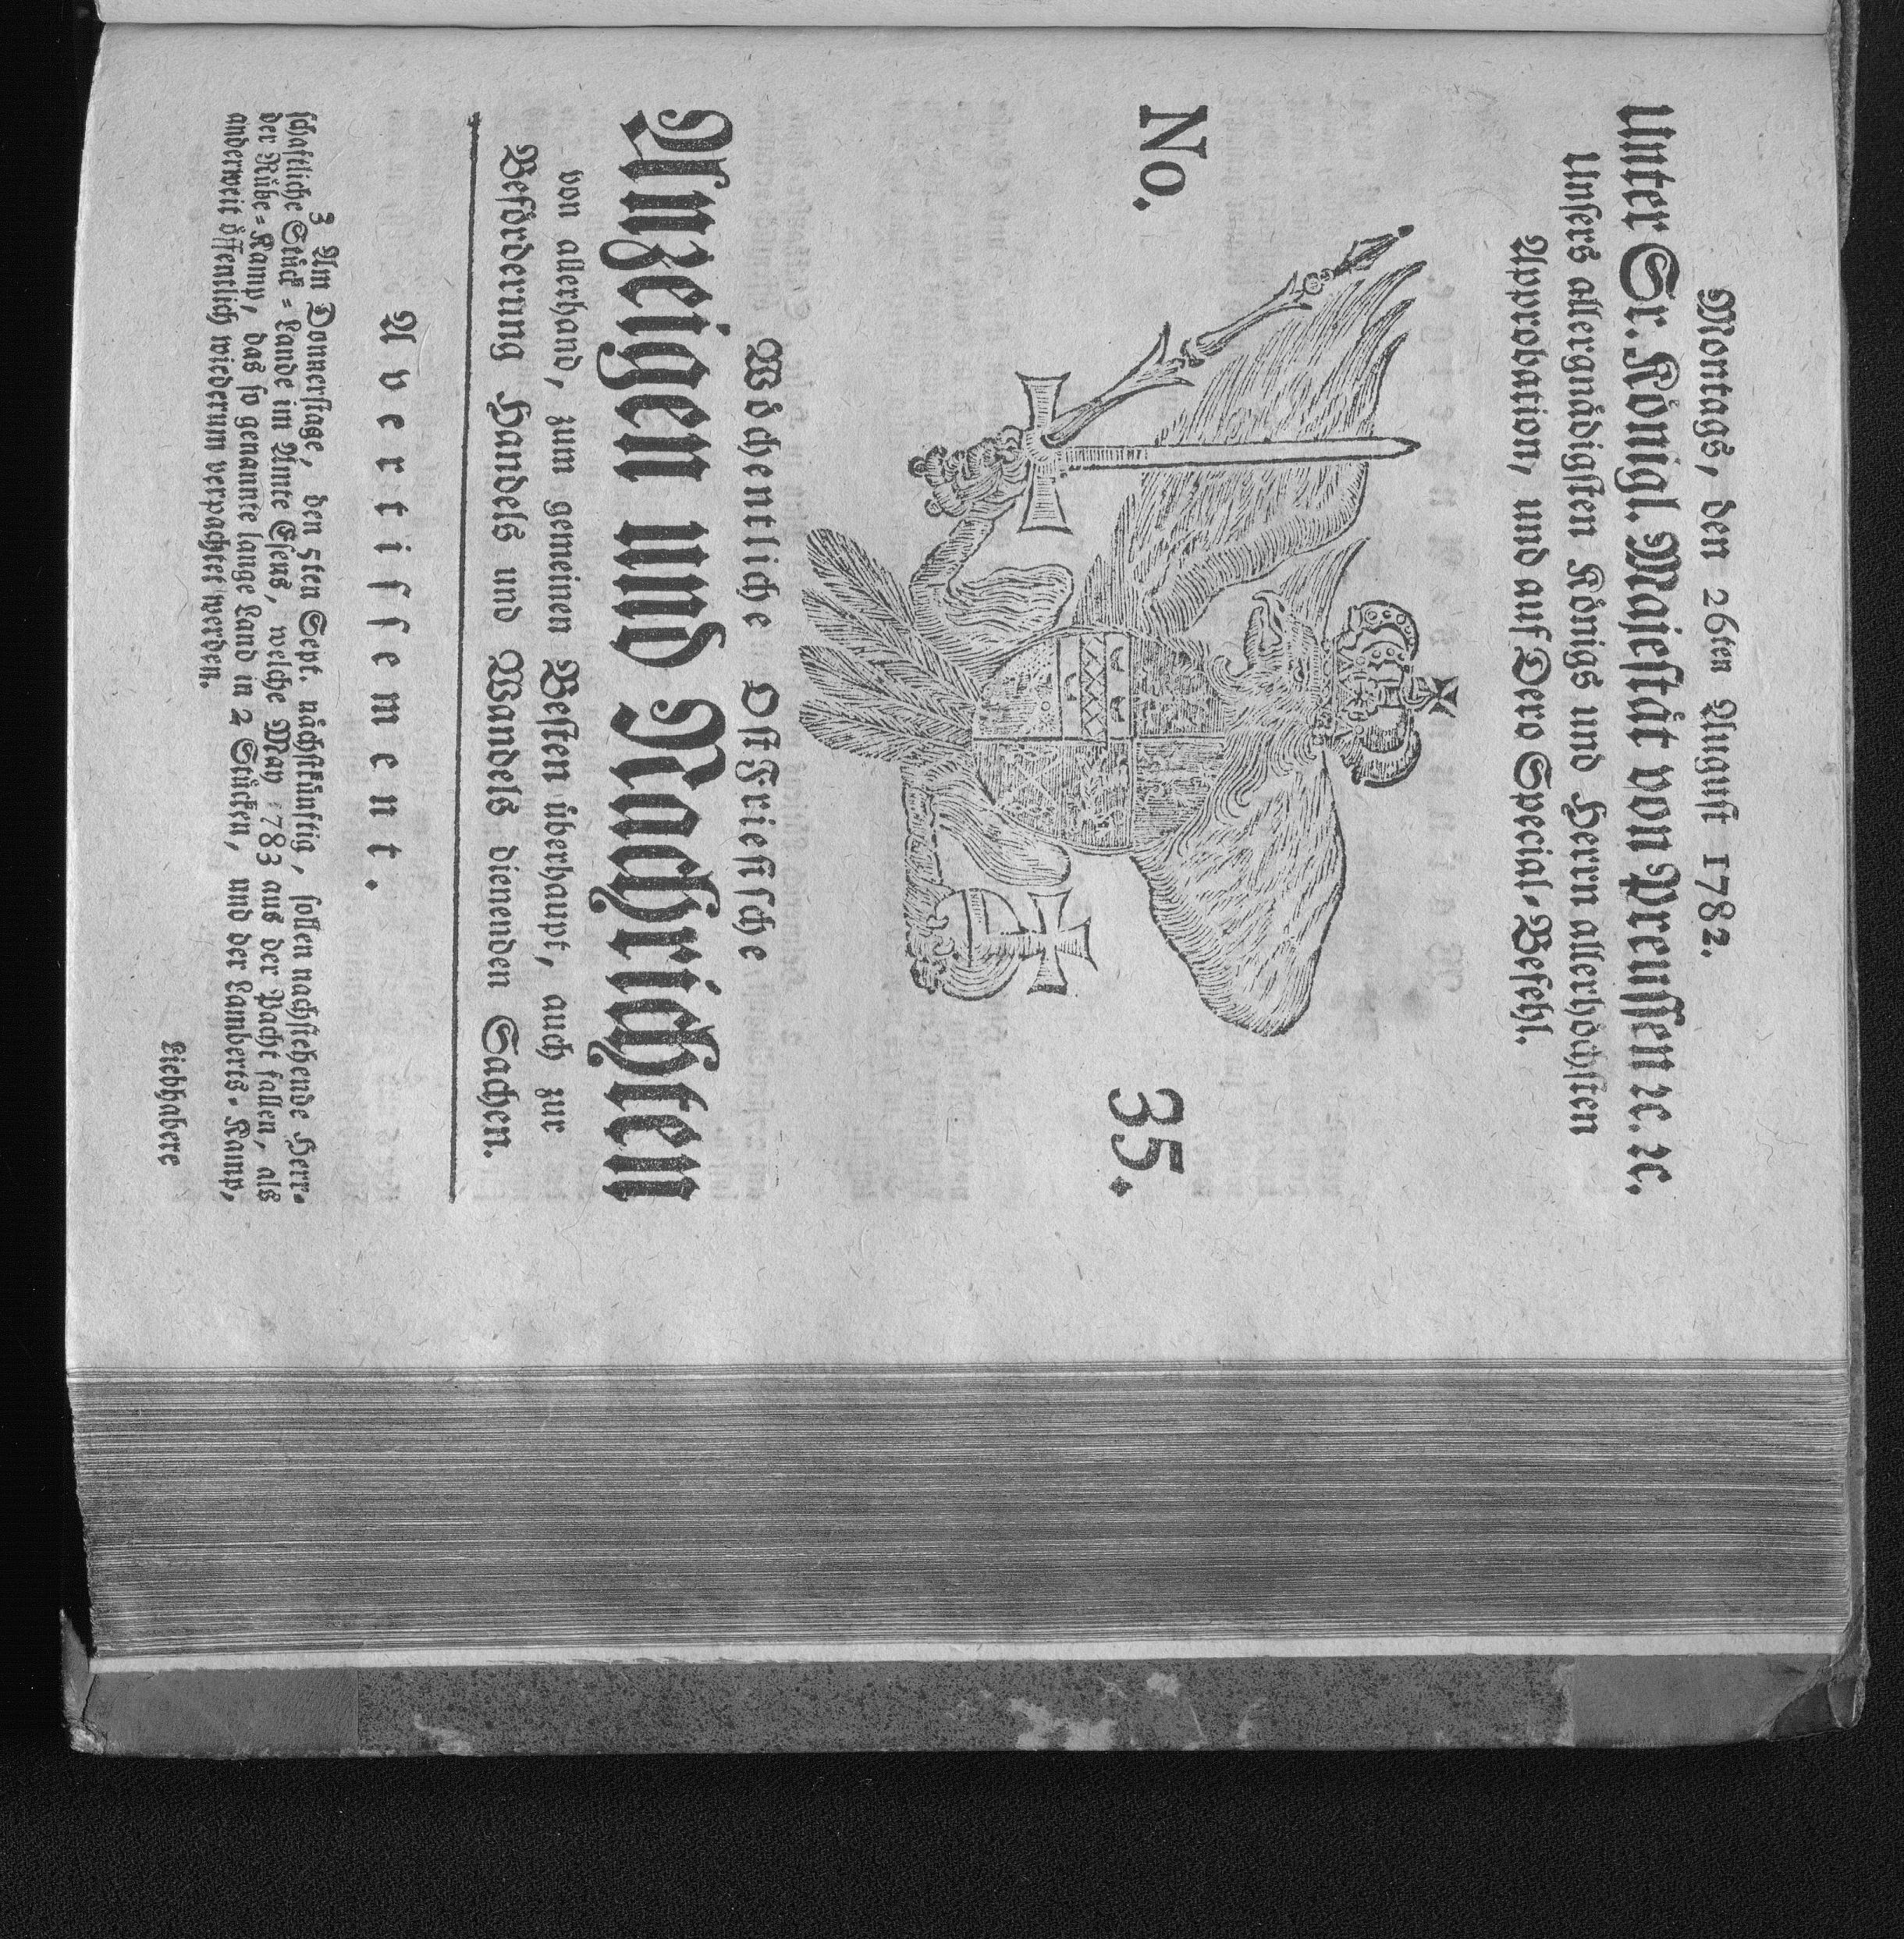 Montags, den 26sten August 1782.
Unter Sr. Königl. Majestät von Preussen ꝛc. ꝛc.
Unsers allergnädigsten Königs und Herrn allerhöchsten
Approbation, und auf Dero Special-Befehl.
No. 35.
Wöchentliche OstFriesische
Anzeigen und Nachrichten
von allerhand, zum gemeinen Besten überhaupt, auch zur
Beförderung Handels und Wandels dienenden Sachen.
Avertissement.
3 Am Donnerstage, den 5ten Sept. nächstkünftig, sollen nachstehende Herr-
schaftliche Stück-Lande im Amte Esens, welche May 1783 aus der Pacht fallen, als
der Rübe-Kamp, das so genannte lange Land in 2 Stücken, und der Lamberts-Kamp,
anderweit öffentlich wiederum verpachtet werden.
Liebhabere